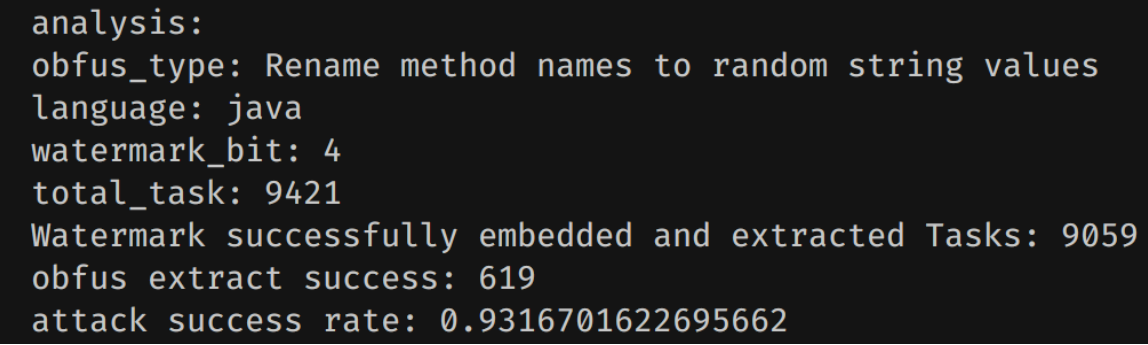 analysis:
obfus_type: Rename method names to random string values
language: java
watermark_bit: 4
total_task: 9421
Watermark successfully embedded and extracted Tasks: 9059
obfus extract success: 619
attack success rate: 0.9316701622695662